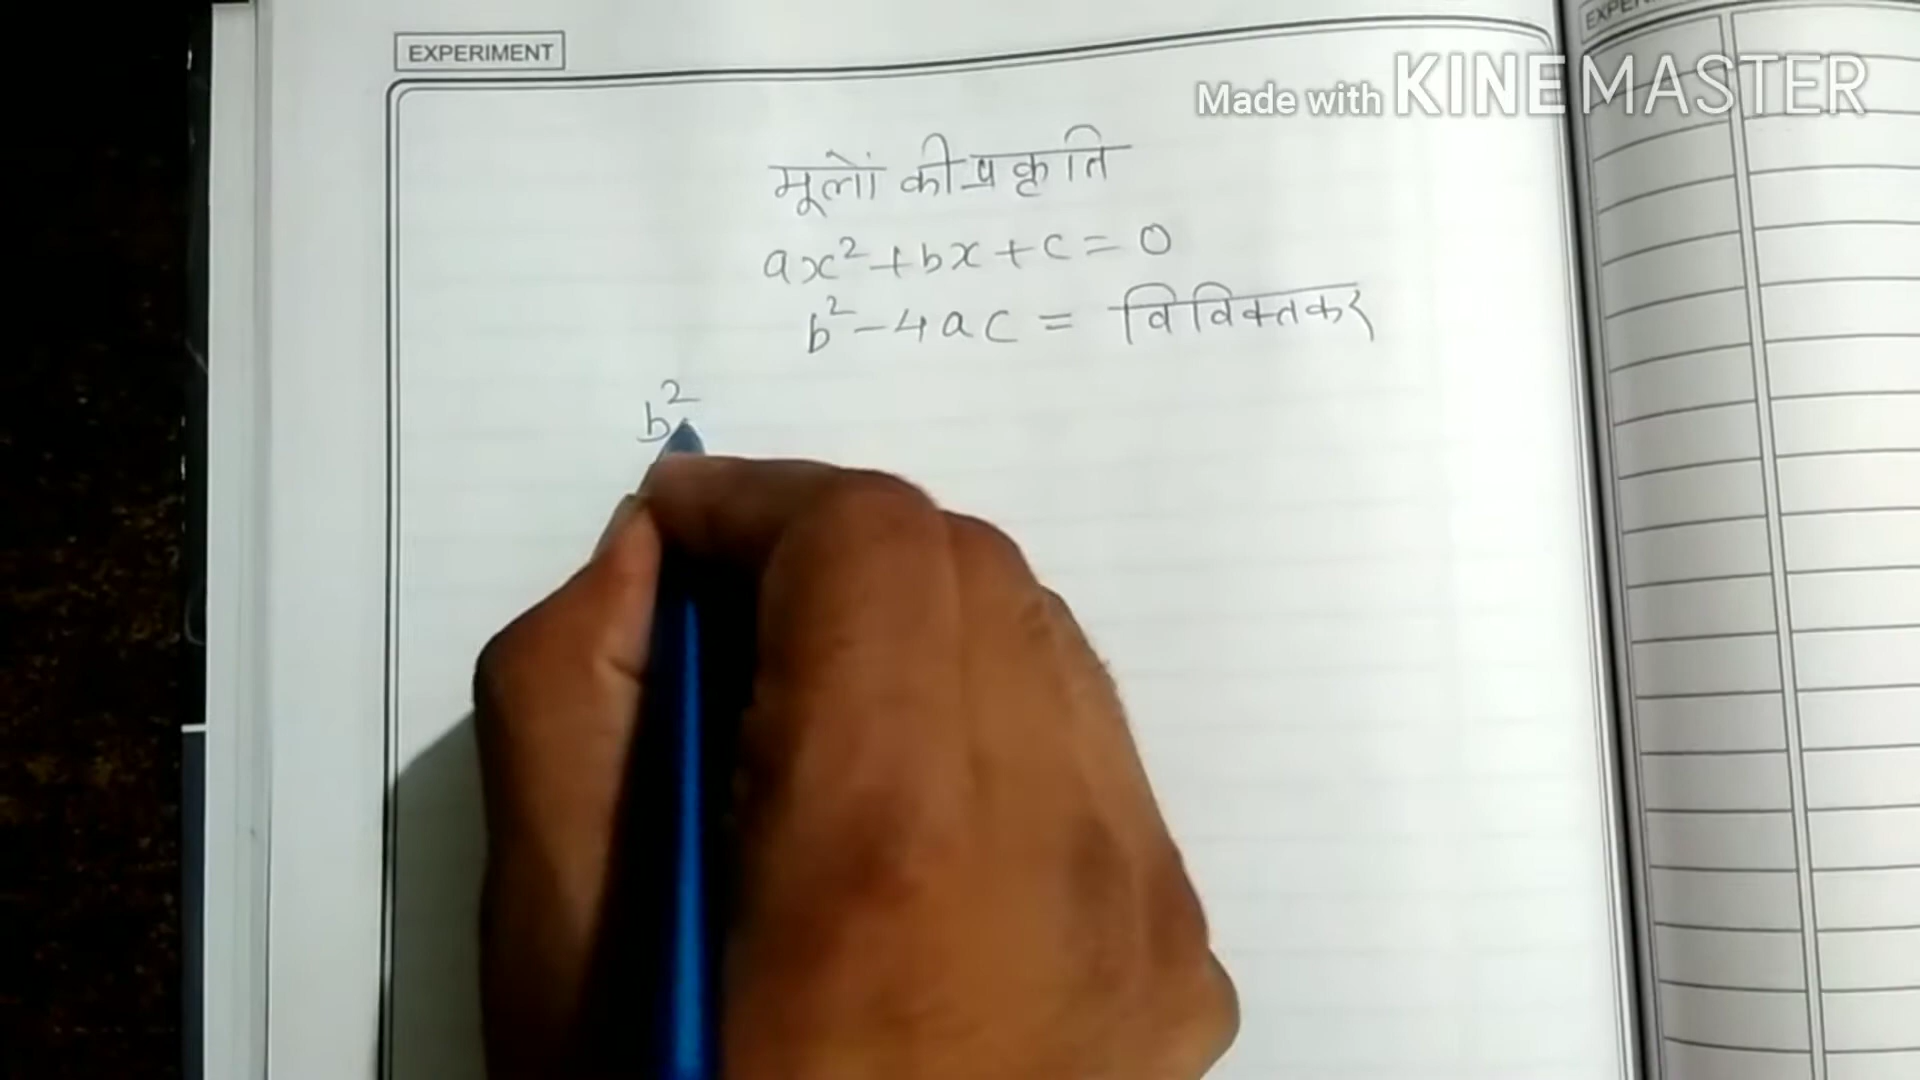 EXPERIMENT
Made with KINEMASTER
मूलों की प्रकृति
ax² + bx + c = 0
b² - 4ac = विविक्तकर
b²